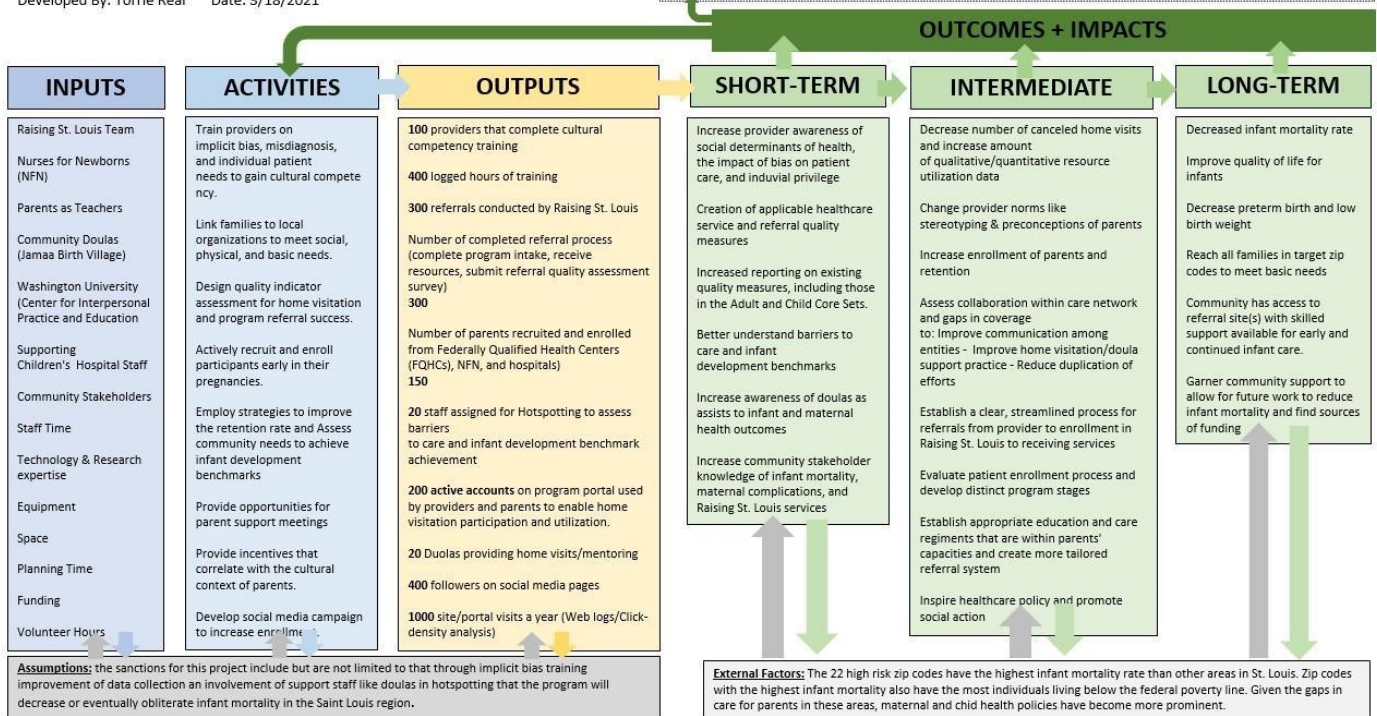 Developed By: Torrie Real Date: 3/18/2021
OUTCOMES + IMPACTS
INPUTS
Raising St. Louis Team
Nurses for Newborns
(NFN)
Parents as Teachers
Community Doulas
(Jamaa Birth Village)
Washington University
(Center for Interpersonal
Practice and Education
Supporting
Children's Hospital Staff
Community Stakeholders
Staff Time
Technology & Research
expertise
Equipment
Space
Planning Time
Funding
Volunteer Hours
ACTIVITIES
Train providers on
implicit bias, misdiagnosis,
and individual patient
needs to gain cultural compete
ncy.
Link families to local
organizations to meet social,
physical, and basic needs.
Design quality indicator
assessment for home visitation
and program referral success.
Actively recruit and enroll
participants early in their
pregnancies.
Employ strategies to improve
the retention rate and Assess
community needs to achieve
infant development
benchmarks
Provide opportunities for
parent support meetings
Provide incentives that
correlate with the cultural
context of parents.
Develop social media campaign
to increase
OUTPUTS
100 providers that complete cultural
competency training
400 logged hours of training
300 referrals conducted by Raising St. Louis
Number of completed referral process
(complete program intake, receive
resources, submit referral quality assessment
survey)
300
Number of parents recruited and enrolled
from Federally Qualified Health Centers
(FQHCs), NFN, and hospitals)
150
20 staff assigned for Hotspotting to assess
barriers
to care and infant development benchmark
achievement
200 active accounts on program portal used
by providers and parents to enable home
visitation participation and utilization.
20 Duolas providing home visits/mentoring
400 followers on social media pages
1000 site/portal visits a year (Web logs/Click-
density analysis)
SHORT-TERM
Increase provider awareness of
social determinants of health,
the impact of bias on patient
care, and induvial privilege
Creation of applicable healthcare
service and referral quality
measures
Increased reporting on existing
quality measures, including those
in the Adult and Child Core Sets.
Better understand barriers to
care and infant
development benchmarks
Increase awareness of doulas as
assists to infant and maternal
health outcomes
Increase community stakeholder
knowledge of infant mortality,
maternal complications, and
Raising St. Louis services
INTERMEDIATE
Decrease number of canceled home visits
and increase amount
of qualitative/quantitative resource
utilization data
Change provider norms like
stereotyping & preconceptions of parents
Increase enrollment of parents and
retention
Assess collaboration within care network
and gaps in coverage
to: Improve communication among
entities - Improve home visitation/doula
support practice - Reduce duplication of
efforts
Establish a clear, streamlined process for
referrals from provider to enrollment in
Raising St. Louis to receiving services
Evaluate patient enrollment process and
develop distinct program stages
Establish appropriate education and care
regiments that are within parents'
capacities and create more tailored
referral system
Inspire healthcare policy and promote
social action
LONG-TERM
Decreased infant mortality rate
Improve quality of life for
infants
Decrease preterm birth and low
birth weight
Reach all families in target zip
codes to meet basic needs
Community has access to
referral site(s) with skilled
support available for early and
continued infant care.
Garner community support to
allow for future work to reduce
infant mortality and find sources
of funding
Assumptions: the sanctions for this project include but are not limited to that through implicit bias training
improvement of data collection an involvement of support staff like doulas in hotspotting that the program will
decrease or eventually obliterate infant mortality in the Saint Louis region.
External Factors: The 22 high risk zip codes have the highest infant mortality rate than other areas in St. Louis. Zip codes
with the highest infant mortality also have the most individuals living below the federal poverty line. Given the gaps in
care for parents in these areas, maternal and chid health policies have become more prominent.